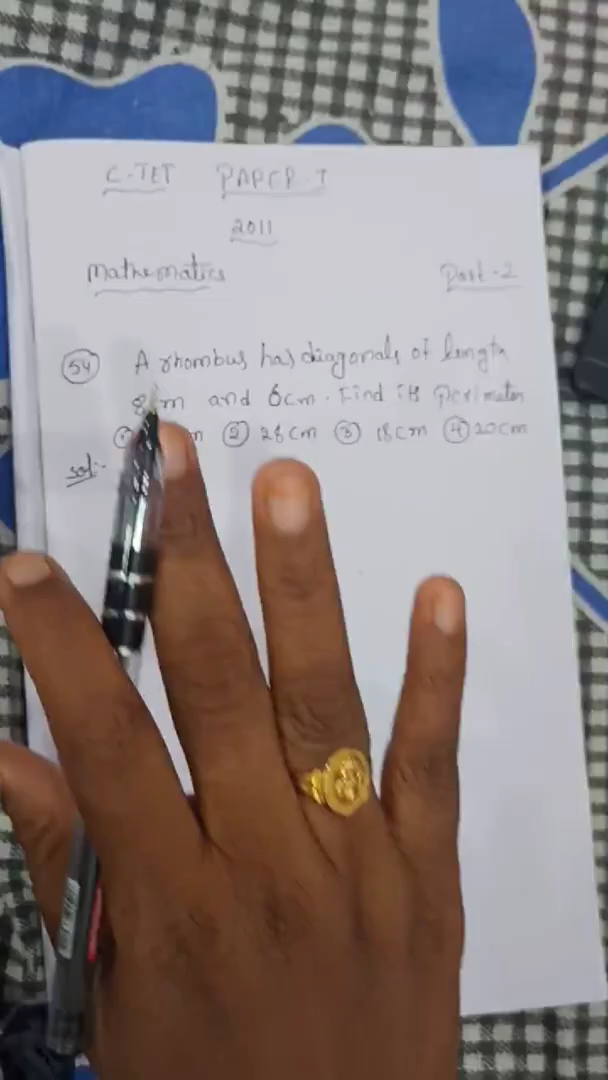 C-TET PAPER-I
2011
Mathematics Part-2
54 A rhombus has diagonals of length
8cm and 6cm. Find its perimeter
2 28cm 3 18cm 4 20cm
Sol:-